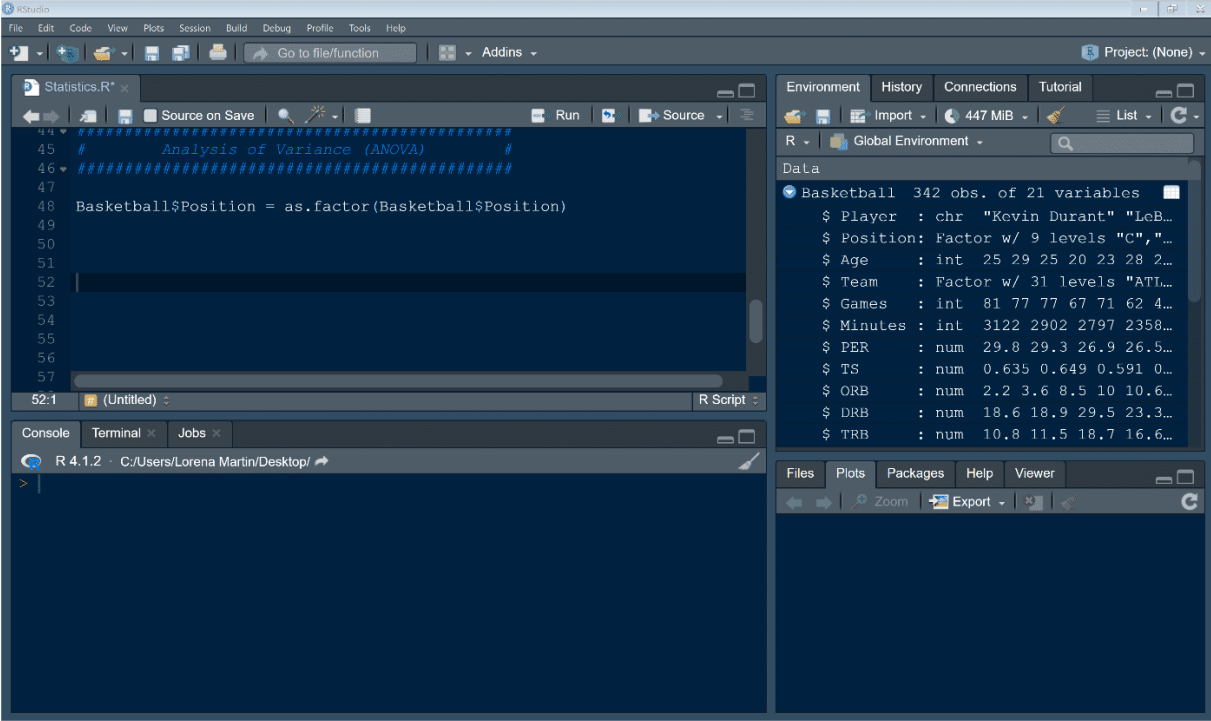 RStudio
File Edit Code View Plots Session Build Debug Profile Tools Help
Go to file/function Addins Project: (None)
Statistics.R*
Source on Save Run Source
44 ##############################################
45 # Analysis of Variance (ANOVA) #
46 ##############################################
47
48 Basketball$Position = as.factor(Basketball$Position)
49
50
51
52
53
54
55
56
57
52:1 # (Untitled) R Script
Console Terminal Jobs
R 4.1.2 · C:/Users/Lorena Martin/Desktop/
>
Environment History Connections Tutorial
Import 447 MiB List
R Global Environment
Data
Basketball 342 obs. of 21 variables
$ Player : chr "Kevin Durant" "LeB…
$ Position: Factor w/ 9 levels "C","…
$ Age : int 25 29 25 20 23 28 2…
$ Team : Factor w/ 31 levels "ATL…
$ Games : int 81 77 77 67 71 62 4…
$ Minutes : int 3122 2902 2797 2358…
$ PER : num 29.8 29.3 26.9 26.5…
$ TS : num 0.635 0.649 0.591 0…
$ ORB : num 2.2 3.6 8.5 10 10.6…
$ DRB : num 18.6 18.9 29.5 23.3…
$ TRB : num 10.8 11.5 18.7 16.6…
Files Plots Packages Help Viewer
Zoom Export